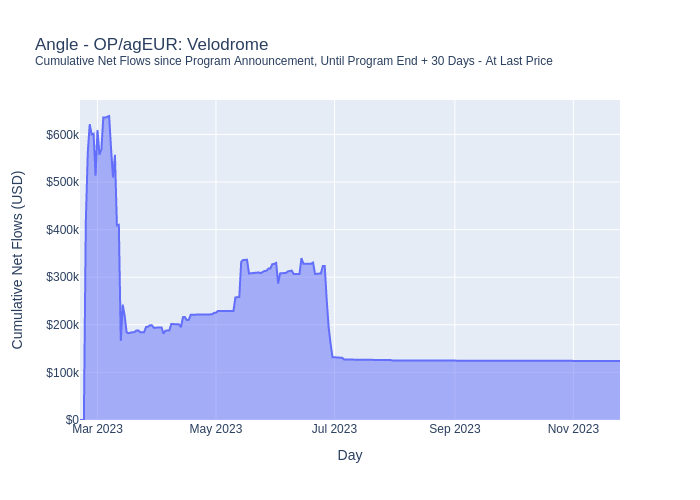 Angle - OP/agEUR: Velodrome
Cumulative Net Flows since Program Announcement, Until Program End + 30 Days - At Last Price
Cumulative Net Flows (USD)
$600k
$500k
$400k
$300k
$200k
$100k
$0
Mar 2023
May 2023
Jul 2023
Sep 2023
Nov 2023
Day